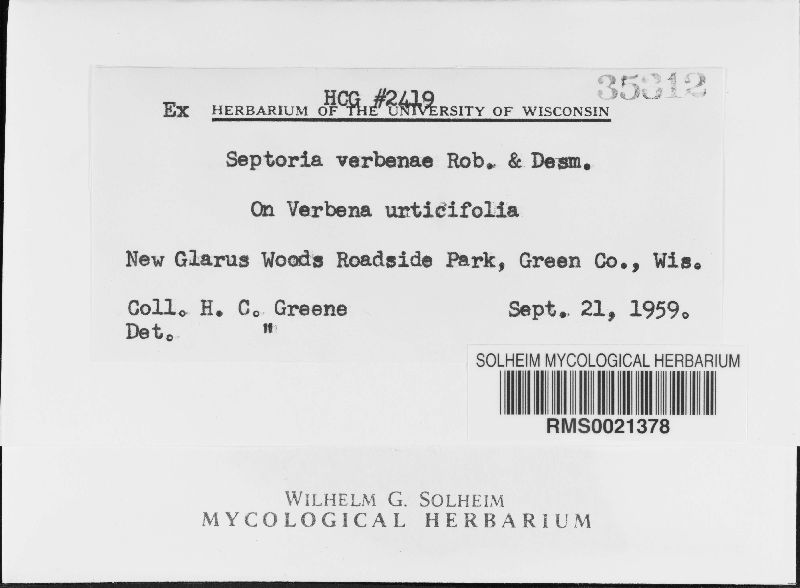 35312
HCG #2419
Ex HERBARIUM OF THE UNIVERSITY OF WISCONSIN
Septoria verbenae Rob. & Desm.
On Verbena urticifolia
New Glarus Woods Roadside Park, Green Co., Wis.
Coll. H. C. Greene Sept. 21, 1959.
Det. "
SOLHEIM MYCOLOGICAL HERBARIUM
RMS0021378
WILHELM G. SOLHEIM
MYCOLOGICAL HERBARIUM